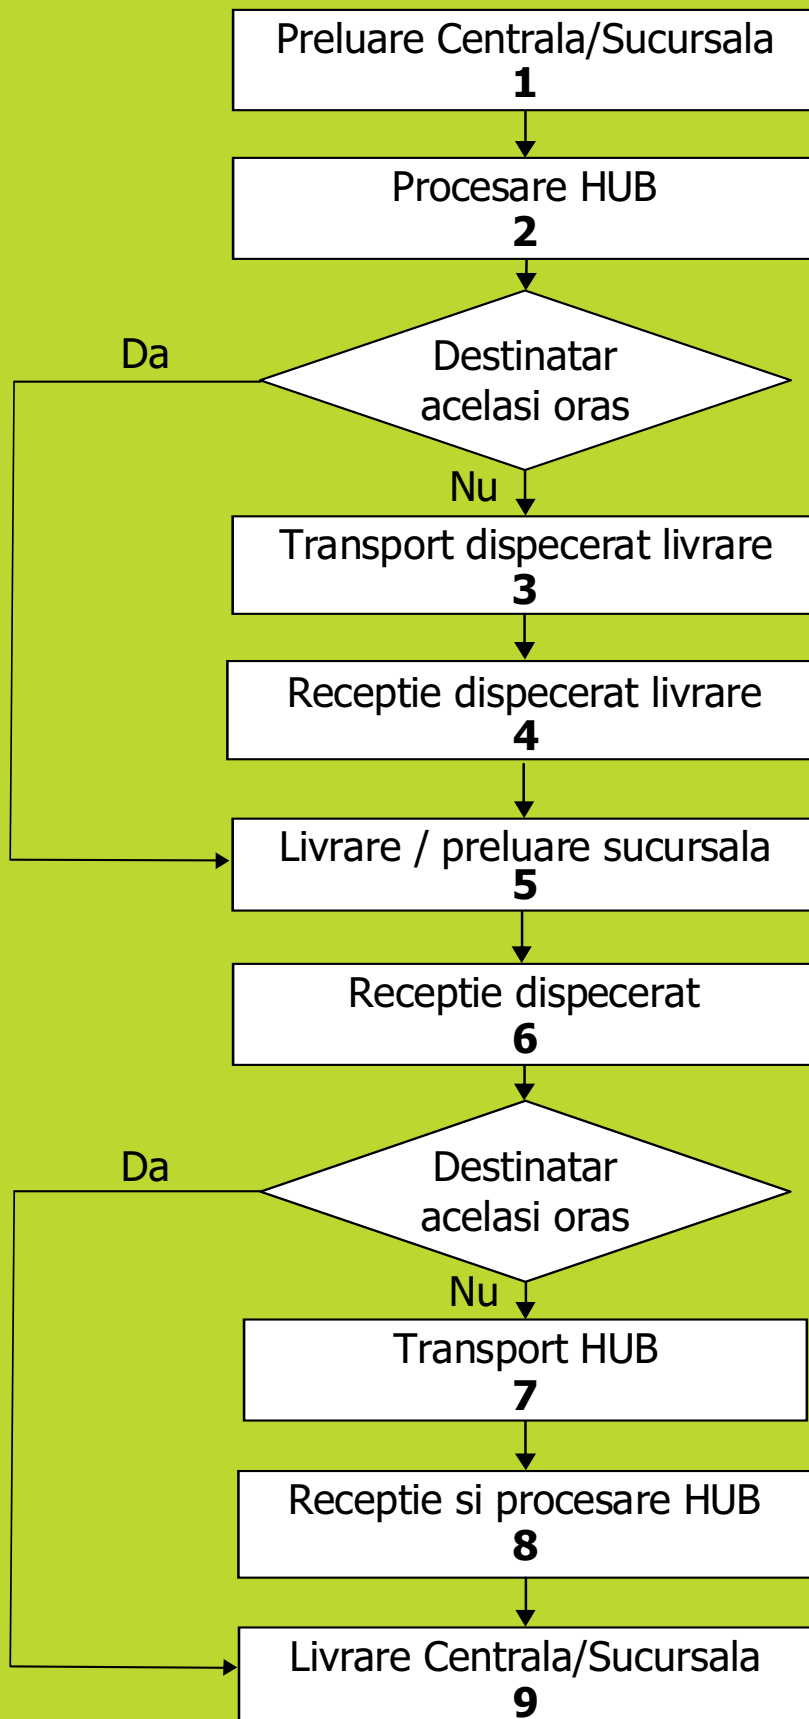 Preluare Centrala/Sucursala
1
Procesare HUB
2
Da
Destinatar
acelasi oras
Nu
Transport dispecerat livrare
3
Receptie dispecerat livrare
4
Livrare / preluare sucursala
5
Receptie dispecerat
6
Da
Destinatar
acelasi oras
Nu
Transport HUB
7
Receptie si procesare HUB
8
Livrare Centrala/Sucursala
9